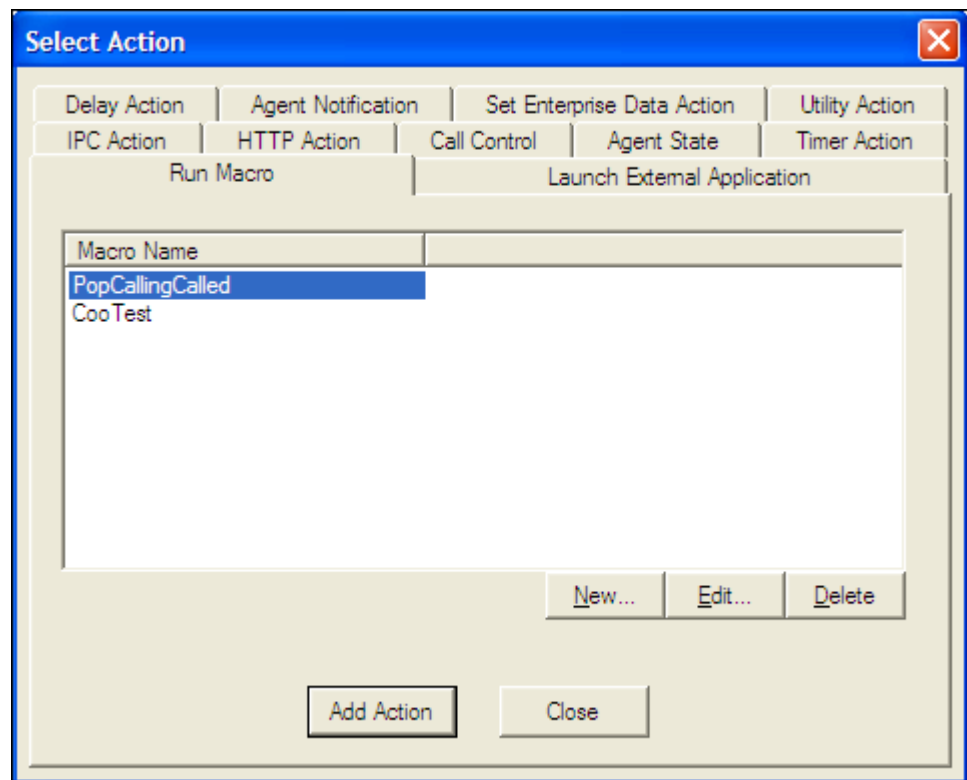 Select Action
Delay Action Agent Notification Set Enterprise Data Action Utility Action
IPC Action HTTP Action Call Control Agent State Timer Action
Run Macro Launch External Application
Macro Name
PopCallingCalled
CooTest
New... Edit... Delete
Add Action Close